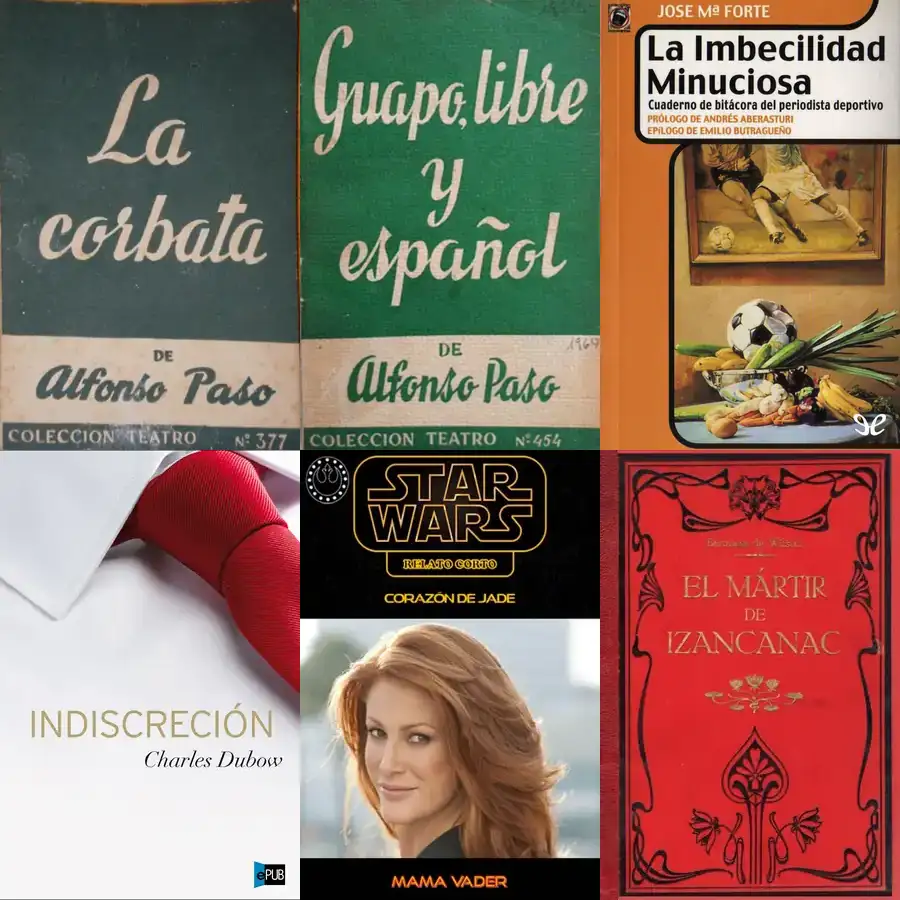 La
corbata
DE
Alfonso Paso
COLECCION TEATRO Nº 377
Guapo, libre
y
español
1964
DE
Alfonso Paso
COLECCION TEATRO Nº 454
JOSE Mª FORTE
La Imbecilidad
Minuciosa
Cuaderno de bitácora del periodista deportivo
PRÓLOGO DE ANDRÉS ABERASTURI
EPÍLOGO DE EMILIO BUTRAGUEÑO
INDISCRECIÓN
Charles Dubow
ePUB
STAR
WARS
RELATO CORTO
CORAZÓN DE JADE
MAMA VADER
EL MÁRTIR
DE
IZANCANAC